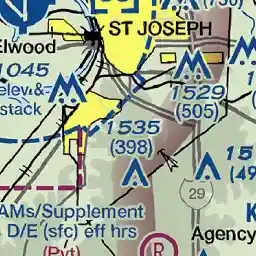 (730)
ST JOSEPH
Elwood
1045
elev &
stack
1529
(505)
1535
(398)
15
(49
29
AMs/Supplement
D/E (sfc) eff hrs
K
Agency
(Pvt)
R